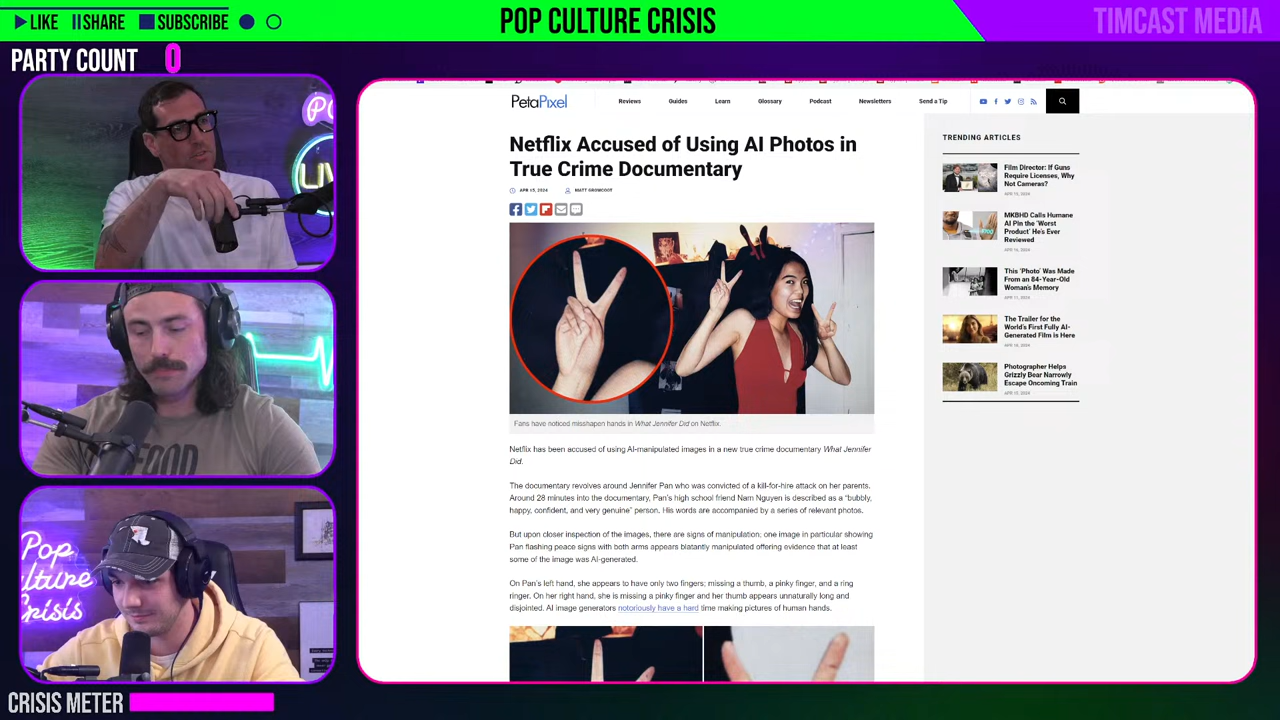 LIKE SHARE SUBSCRIBE
POP CULTURE CRISIS
TIMCAST MEDIA
PARTY COUNT 0
PetaPixel
Reviews Guides Learn Glossary Podcast Newsletters Send a Tip
Netflix Accused of Using AI Photos in
True Crime Documentary
APR 15, 2024 MATT GROWCOOT
Fans have noticed misshapen hands in What Jennifer Did on Netflix.
Netflix has been accused of using AI-manipulated images in a new true crime documentary What Jennifer
Did.
The documentary revolves around Jennifer Pan who was convicted of a kill-for-hire attack on her parents.
Around 28 minutes into the documentary, Pan's high school friend Nam Nguyen is described as a "bubbly,
happy, confident, and very genuine" person. His words are accompanied by a series of relevant photos.
But upon closer inspection of the images, there are signs of manipulation; one image in particular showing
Pan flashing peace signs with both arms appears blatantly manipulated offering evidence that at least
some of the image was AI-generated.
On Pan's left hand, she appears to have only two fingers; missing a thumb, a pinky finger, and a ring
ringer. On her right hand, she is missing a pinky finger and her thumb appears unnaturally long and
disjointed. AI image generators notoriously have a hard time making pictures of human hands.
TRENDING ARTICLES
Film Director: If Guns
Require Licenses, Why
Not Cameras?
MKBHD Calls Humane
AI Pin the 'Worst
Product' He's Ever
Reviewed
This 'Photo' Was Made
From an 84-Year-Old
Woman's Memory
The Trailer for the
World's First Fully AI-
Generated Film is Here
Photographer Helps
Grizzly Bear Narrowly
Escape Oncoming Train
Pop
Culture
Crisis
CRISIS METER